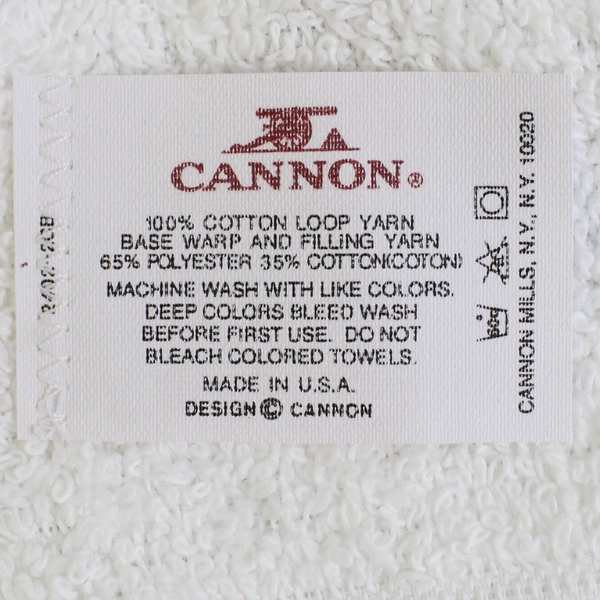 CANNON®
100% COTTON LOOP YARN
BASE WARP AND FILLING YARN
65% POLYESTER 35% COTTON(COTON)
MACHINE WASH WITH LIKE COLORS.
DEEP COLORS BLEED WASH
BEFORE FIRST USE. DO NOT
BLEACH COLORED TOWELS.
MADE IN U.S.A.
DESIGN © CANNON
CANNON MILLS, N.Y., N.Y. 10020